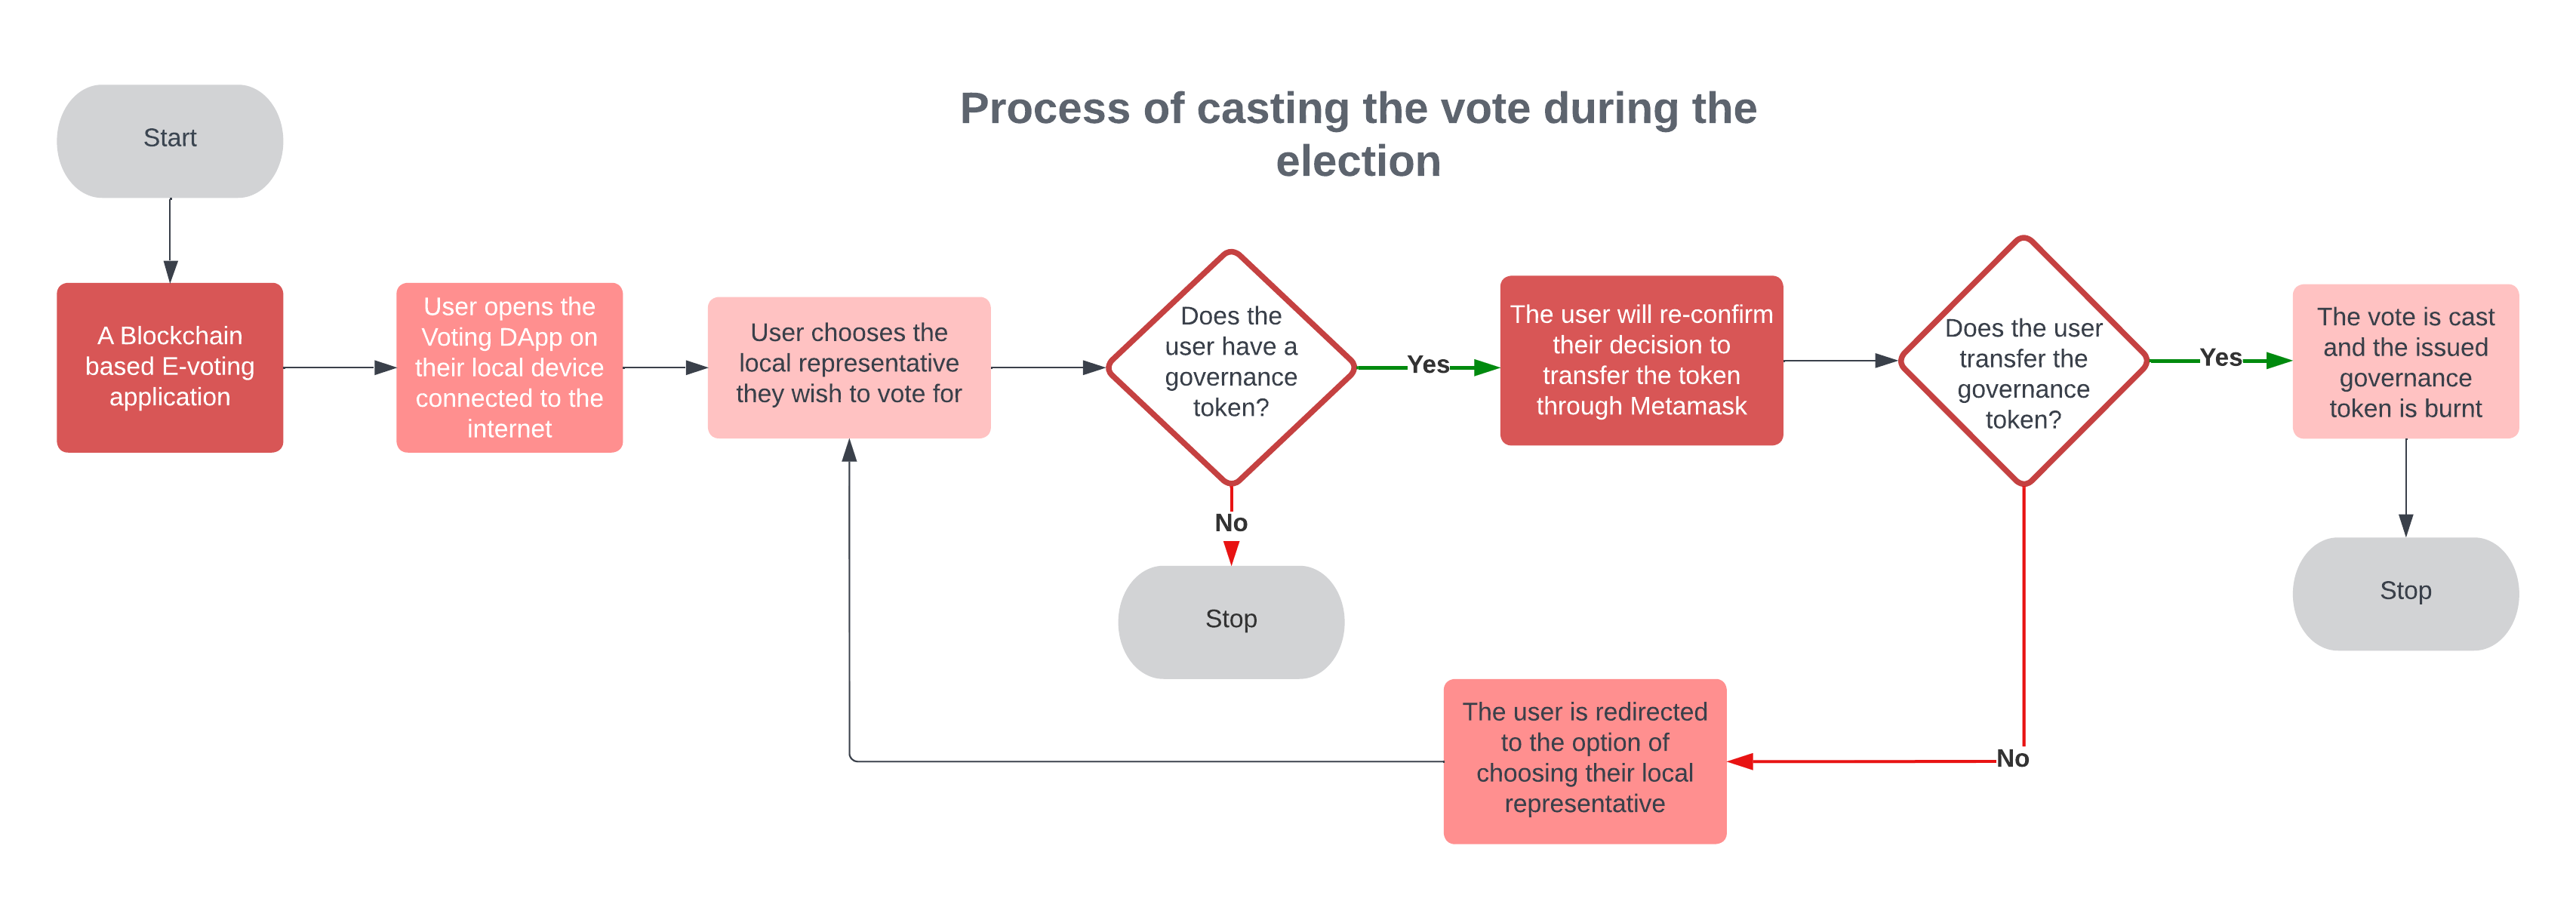 Process of casting the vote during the
election
Start
A Blockchain
based E-voting
application
User opens the
Voting DApp on
their local device
connected to the
internet
User chooses the
local representative
they wish to vote for
Does the
user have a
governance
token?
Yes
No
Stop
The user will re-confirm
their decision to
transfer the token
through Metamask
Does the user
transfer the
governance
token?
Yes
No
The vote is cast
and the issued
governance
token is burnt
Stop
The user is redirected
to the option of
choosing their local
representative